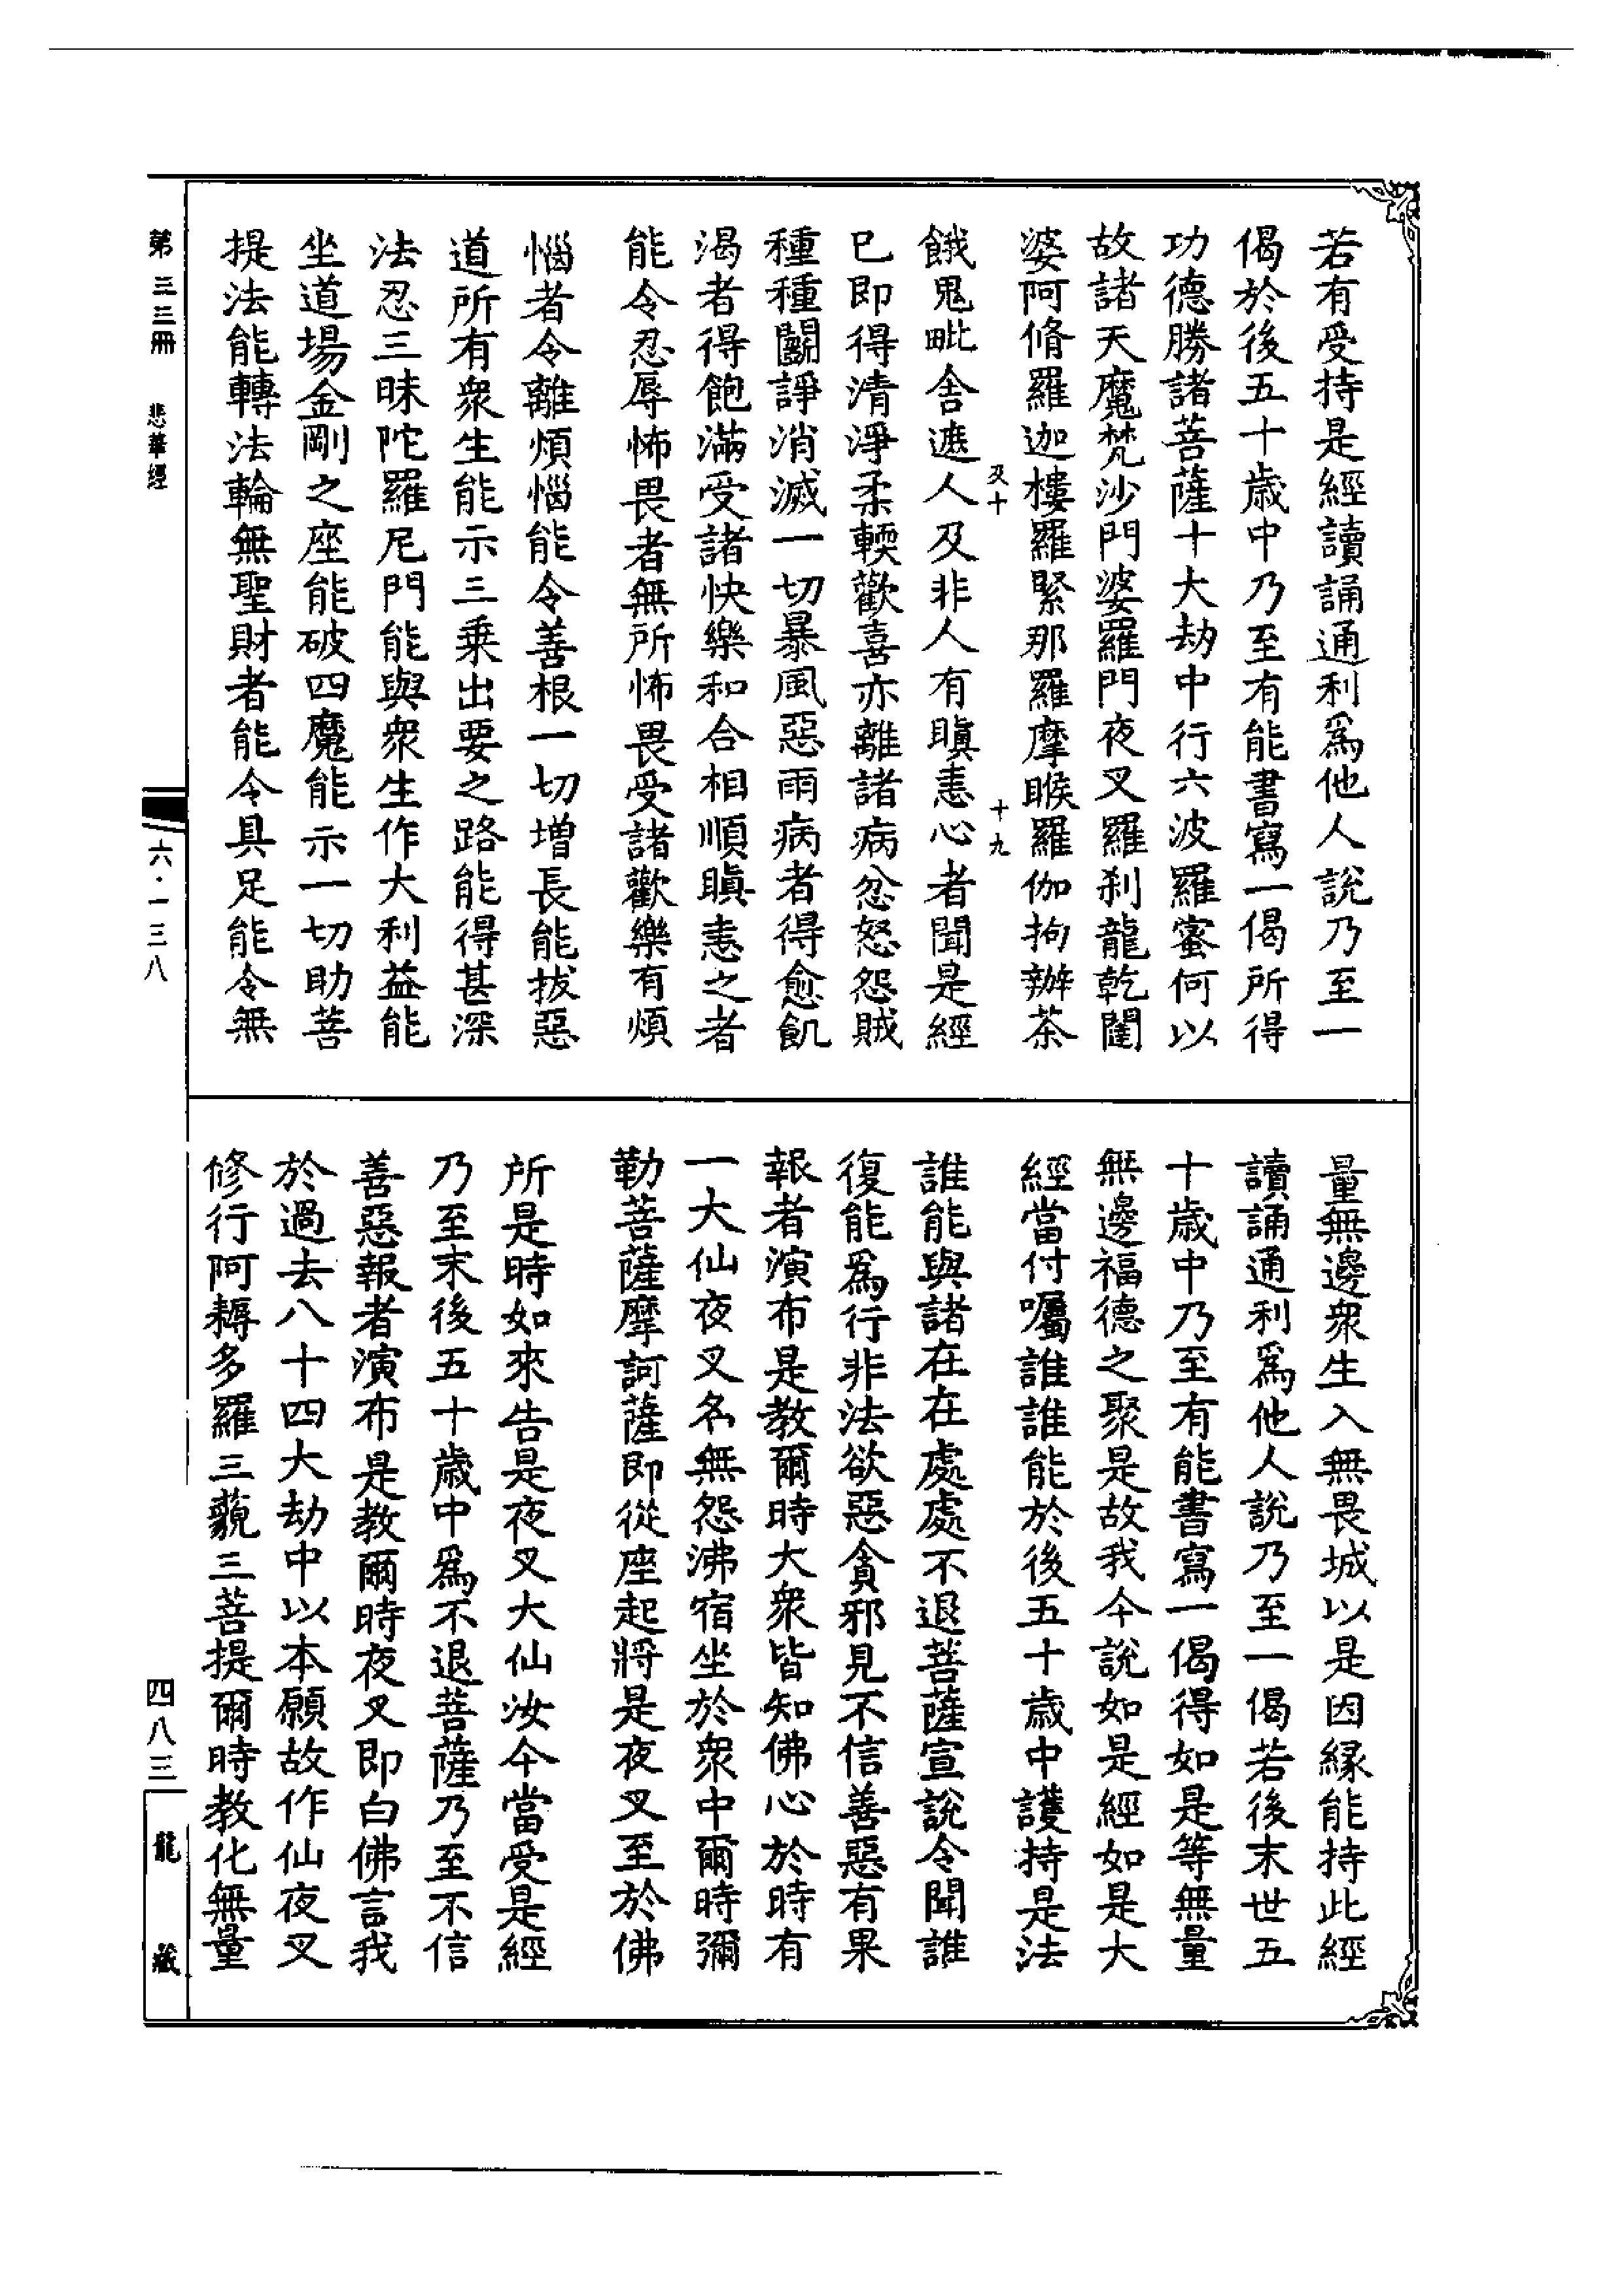 若有受持是經讀誦通利爲他人說乃至一
偈於後五十歲中乃至有能書寫一偈所得
功德勝諸菩薩十大劫中行六波羅蜜何以
故諸天魔梵沙門婆羅門夜叉羅刹龍乾闥
婆阿脩羅迦樓羅緊那羅摩睺羅伽拘辦茶
及十
十九
餓鬼毗舍遮人及非人有瞋恚心者聞是經
已即得清淨柔輭歡喜亦離諸病忿怒怨賊
種種鬭諍消滅一切暴風惡雨病者得愈飢
渴者得飽滿受諸快樂和合相順瞋恚之者
能令忍辱怖畏者無所怖畏受諸歡樂有煩
惱者令離煩惱能令善根一切增長能拔惡
道所有衆生能示三乘出要之路能得甚深
法忍三昧陀羅尼門能與衆生作大利益能
坐道場金剛之座能破四魔能示一切助菩
提法能轉法輪無聖財者能令具足能令無
量無邊衆生入無畏城以是因緣能持此經
讀誦通利爲他人說乃至一偈若後末世五
十歲中乃至有能書寫一偈得如是等無量
無邊福德之聚是故我今說如是經如是大
經當付囑誰誰能於後五十歲中護持是法
誰能與諸在在處處不退菩薩宣說令聞誰
復能爲行非法欲惡貪邪見不信善惡有果
報者演布是教爾時大衆皆知佛心於時有
一大仙夜叉名無怨沸宿坐於衆中爾時彌
勒菩薩摩訶薩即從座起將是夜叉至於佛
所是時如來告是夜叉大仙汝今當受是經
乃至末後五十歲中爲不退菩薩乃至不信
善惡報者演布是教爾時夜叉即白佛言我
於過去八十四大劫中以本願故作仙夜叉
修行阿耨多羅三藐三菩提爾時教化無量
第三三冊　悲華經
六·一三八
四八三
龍藏